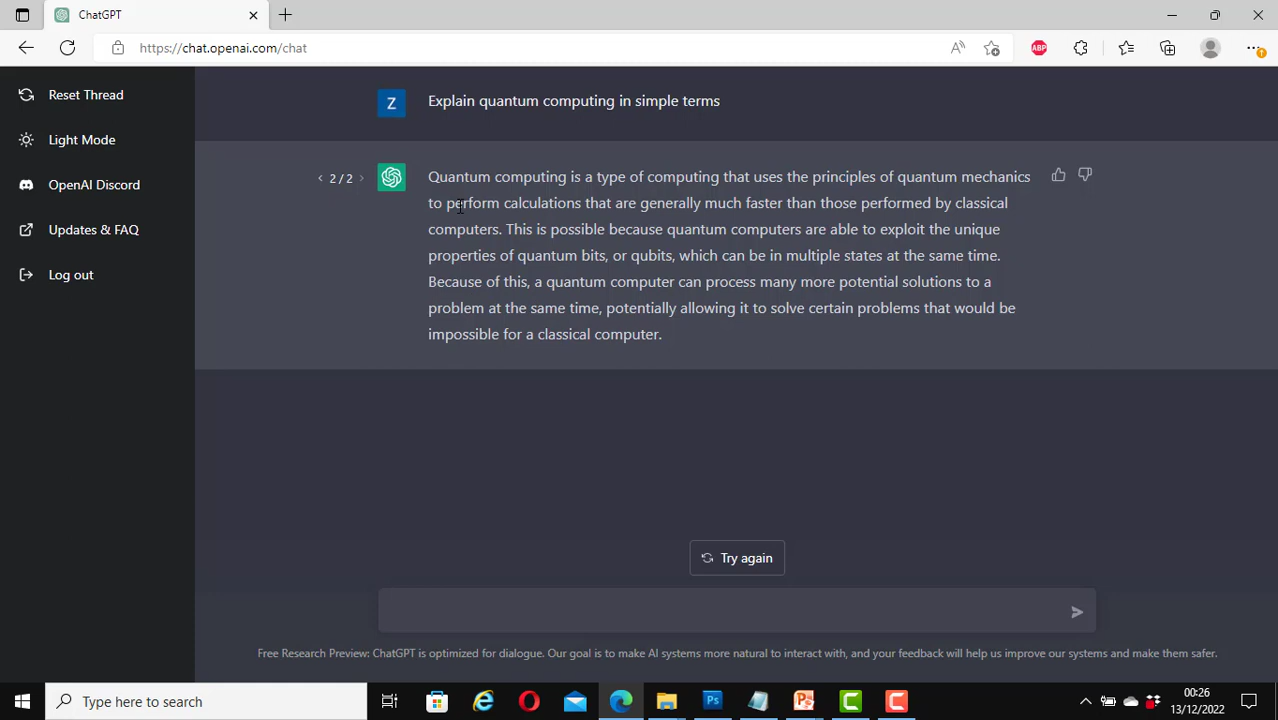 ChatGPT
https://chat.openai.com/chat
ABP
Reset Thread
Light Mode
OpenAI Discord
Updates & FAQ
Log out
Z
Explain quantum computing in simple terms
< 2 / 2 >
Quantum computing is a type of computing that uses the principles of quantum mechanics
to perform calculations that are generally much faster than those performed by classical
computers. This is possible because quantum computers are able to exploit the unique
properties of quantum bits, or qubits, which can be in multiple states at the same time.
Because of this, a quantum computer can process many more potential solutions to a
problem at the same time, potentially allowing it to solve certain problems that would be
impossible for a classical computer.
Try again
Free Research Preview: ChatGPT is optimized for dialogue. Our goal is to make AI systems more natural to interact with, and your feedback will help us improve our systems and make them safer.
Type here to search
Ps
00:26
13/12/2022